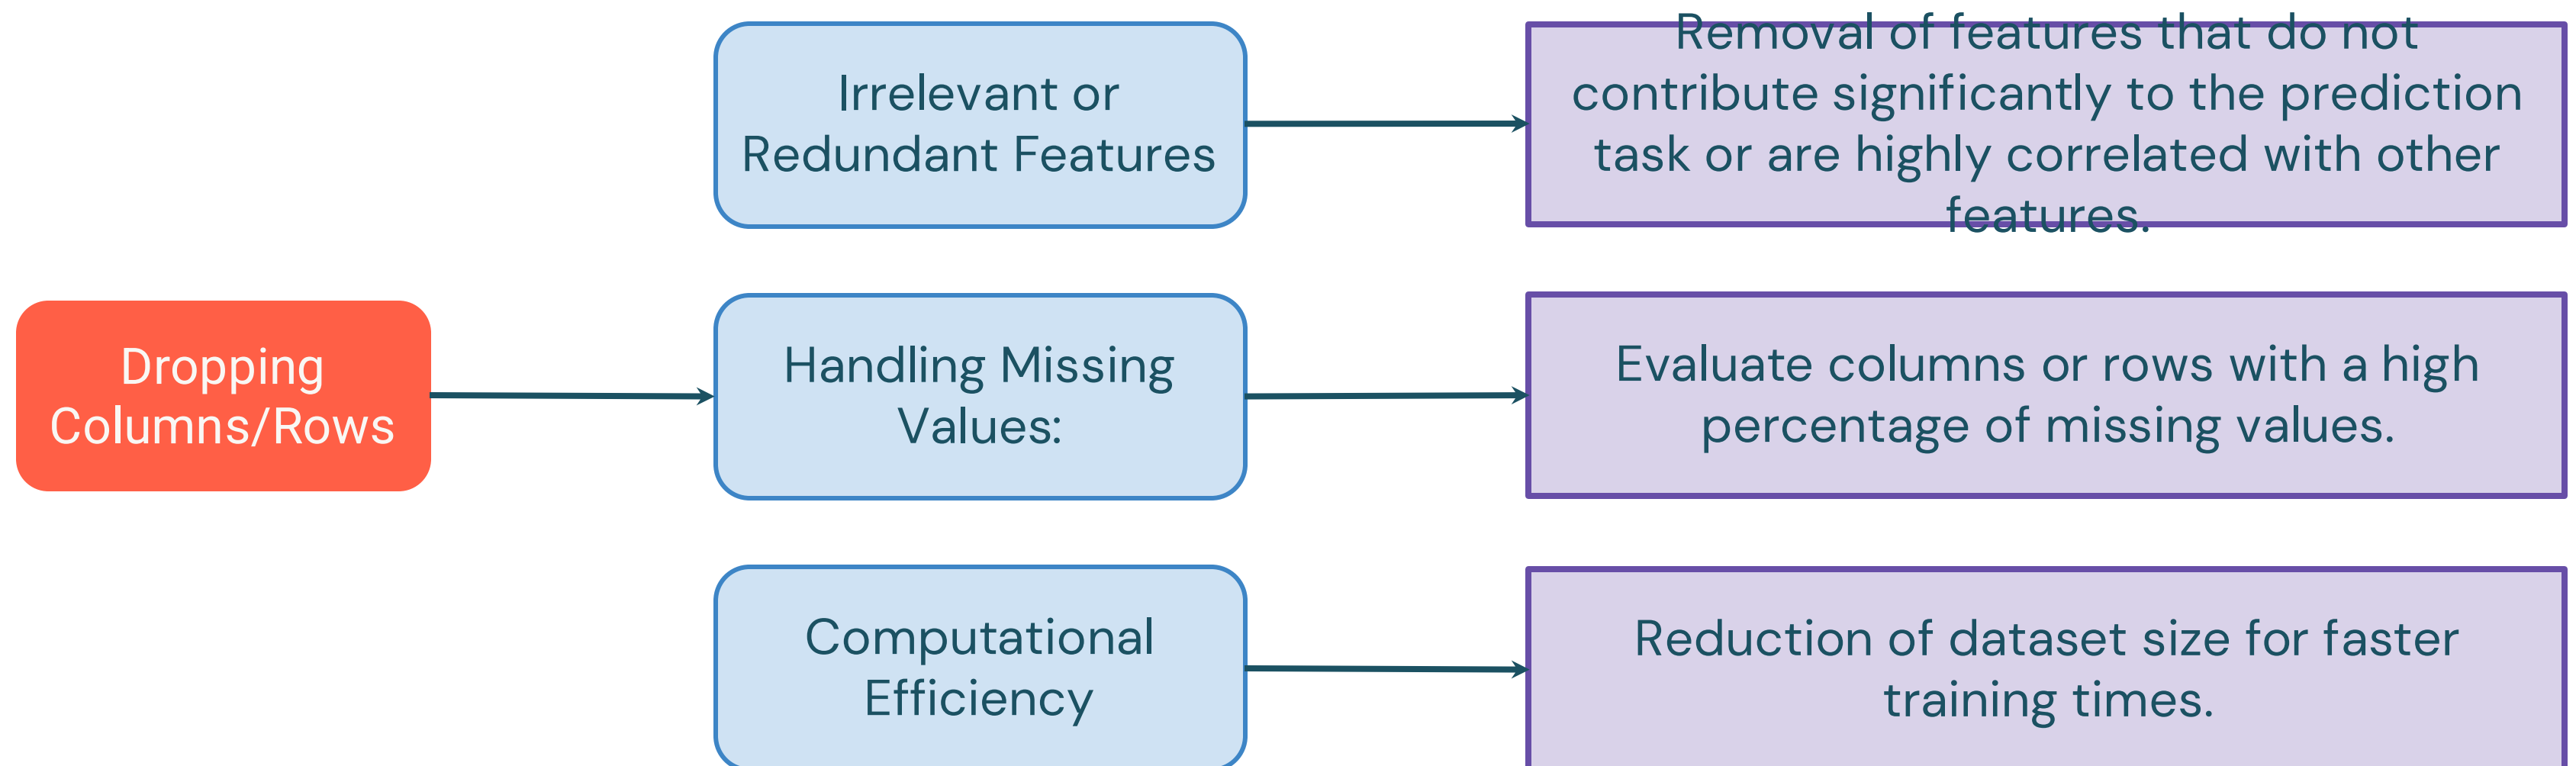 Irrelevant or
Redundant Features
Removal of features that do not
contribute significantly to the prediction
task or are highly correlated with other
features.
Dropping
Columns/Rows
Handling Missing
Values:
Evaluate columns or rows with a high
percentage of missing values.
Computational
Efficiency
Reduction of dataset size for faster
training times.